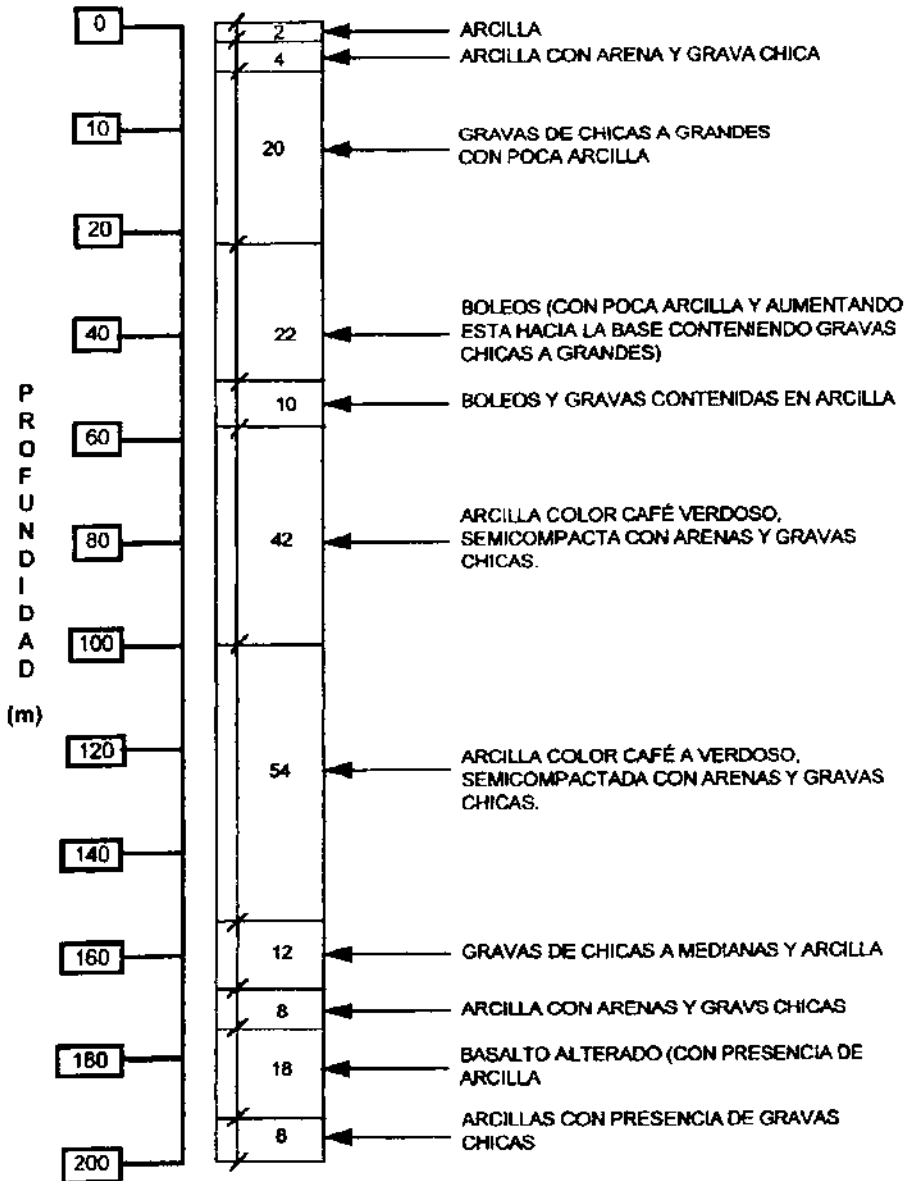 0
2
ARCILLA
4
ARCILLA CON ARENA Y GRAVA CHICA
10
20
GRAVAS DE CHICAS A GRANDES
CON POCA ARCILLA
20
40
22
BOLEOS (CON POCA ARCILLA Y AUMENTANDO
ESTA HACIA LA BASE CONTENIENDO GRAVAS
CHICAS A GRANDES)
10
BOLEOS Y GRAVAS CONTENIDAS EN ARCILLA
60
80
42
ARCILLA COLOR CAFÉ VERDOSO,
SEMICOMPACTA CON ARENAS Y GRAVAS
CHICAS.
100
PROFUNDIDAD
(m)
120
54
ARCILLA COLOR CAFÉ A VERDOSO,
SEMICOMPACTADA CON ARENAS Y GRAVAS
CHICAS.
140
160
12
GRAVAS DE CHICAS A MEDIANAS Y ARCILLA
8
ARCILLA CON ARENAS Y GRAVS CHICAS
180
18
BASALTO ALTERADO (CON PRESENCIA DE
ARCILLA
8
ARCILLAS CON PRESENCIA DE GRAVAS
CHICAS
200